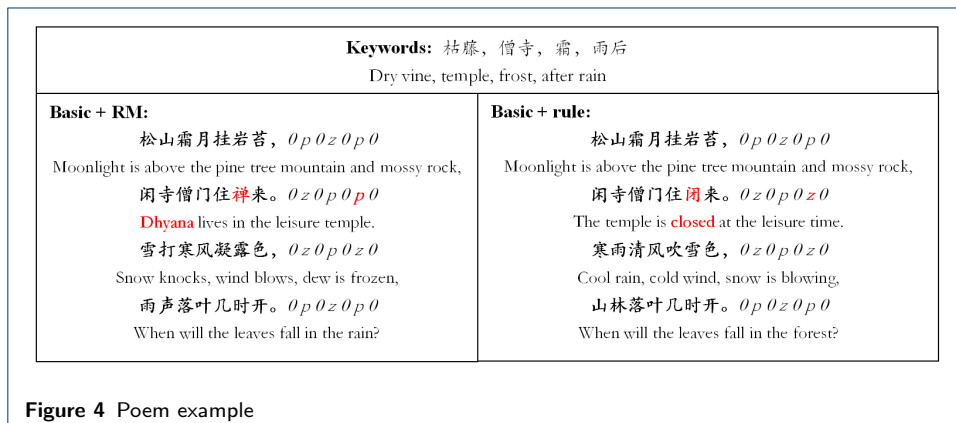 Keywords: 枯藤，僧寺，霜，雨后
Dry vine, temple, frost, after rain
Basic + RM:
松山霜月挂岩苔，0 p 0 z 0 p 0
Moonlight is above the pine tree mountain and mossy rock,
闲寺僧门住禅来。0 z 0 p 0 p 0
Dhyana lives in the leisure temple.
雪打寒风凝露色，0 z 0 p 0 z 0
Snow knocks, wind blows, dew is frozen,
雨声落叶几时开。0 p 0 z 0 p 0
When will the leaves fall in the rain?
Basic + rule:
松山霜月挂岩苔，0 p 0 z 0 p 0
Moonlight is above the pine tree mountain and mossy rock,
闲寺僧门住闭来。0 z 0 p 0 z 0
The temple is closed at the leisure time.
寒雨清风吹雪色，0 z 0 p 0 z 0
Cool rain, cold wind, snow is blowing,
山林落叶几时开。0 p 0 z 0 p 0
When will the leaves fall in the forest?
Figure 4 Poem example